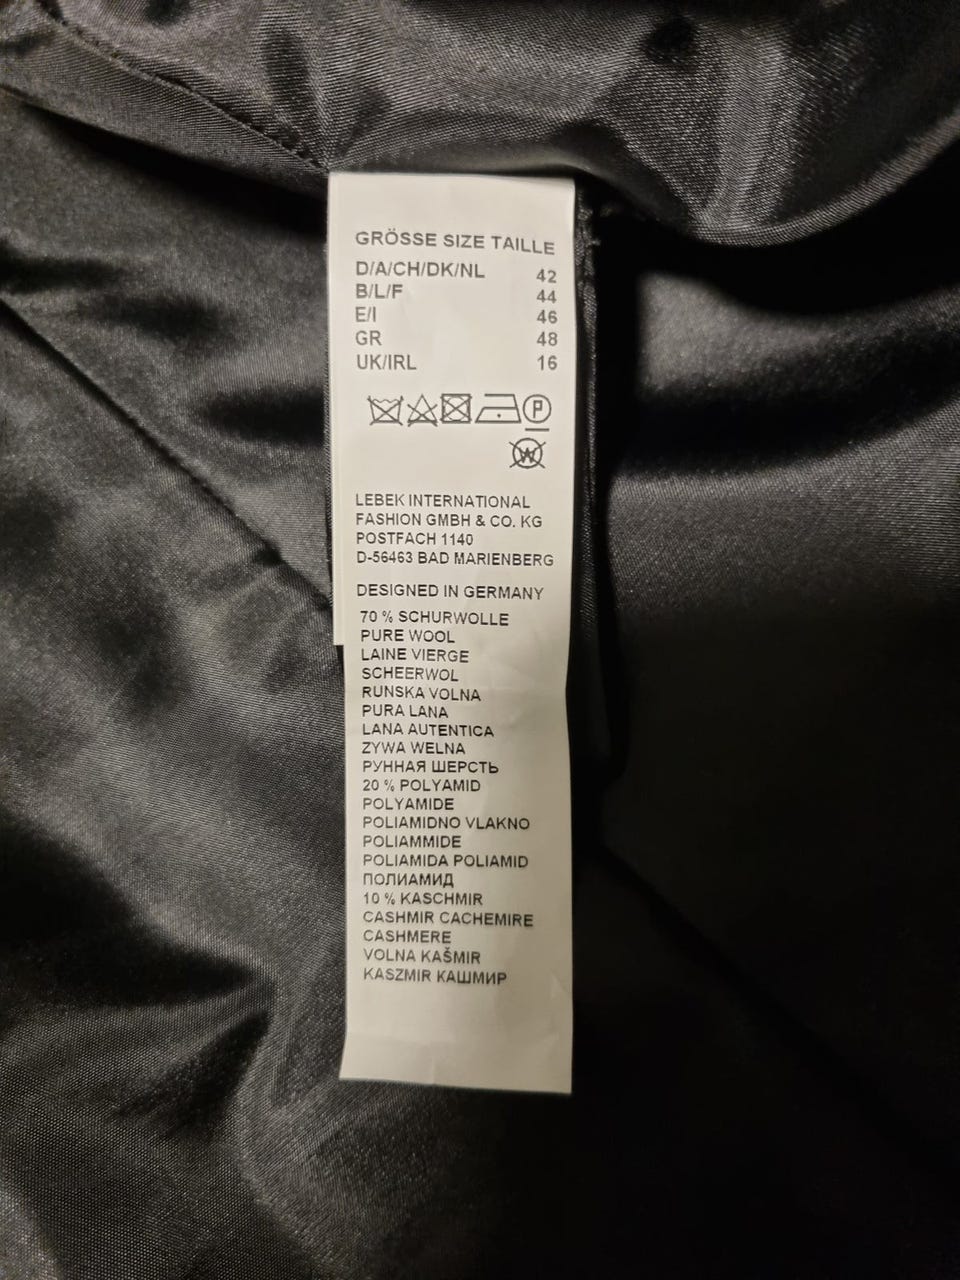 GRÖSSE SIZE TAILLE
D/A/CH/DK/NL 42
B/L/F 44
E/I 46
GR 48
UK/IRL 16
P
W
LEBEK INTERNATIONAL
FASHION GMBH & CO. KG
POSTFACH 1140
D-56463 BAD MARIENBERG
DESIGNED IN GERMANY
70 % SCHURWOLLE
PURE WOOL
LAINE VIERGE
SCHEERWOL
RUNSKA VOLNA
PURA LANA
LANA AUTENTICA
ZYWA WELNA
РУННАЯ ШЕРСТЬ
20 % POLYAMID
POLYAMIDE
POLIAMIDNO VLAKNO
POLIAMMIDE
POLIAMIDA POLIAMID
ПОЛИАМИД
10 % KASCHMIR
CASHMIR CACHEMIRE
CASHMERE
VOLNA KAŠMIR
KASZMIR КАШМИР